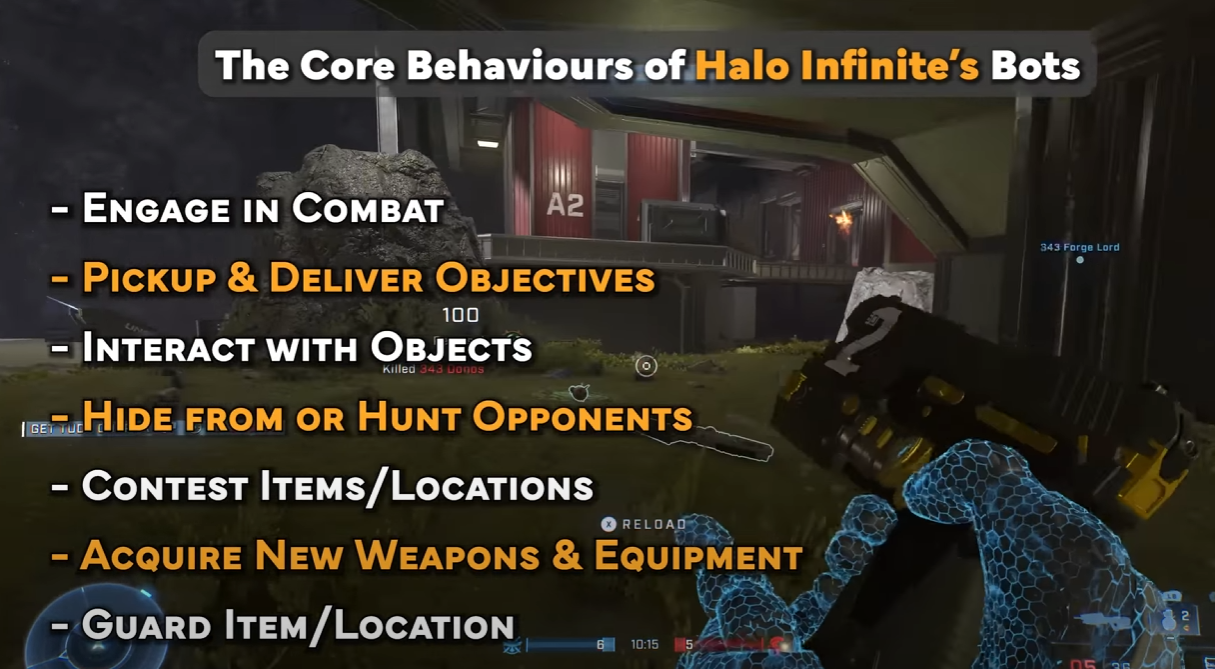 The Core Behaviours of Halo Infinite's Bots
A2
- ENGAGE IN COMBAT
343 Forge Lord
- PICKUP & DELIVER OBJECTIVES
100
- INTERACT WITH OBJECTS
Killed 343
- HIDE FROM OR HUNT OPPONENTS
GET
- CONTEST ITEMS/LOCATIONS
X RELOAD
- ACQUIRE NEW WEAPONS & EQUIPMENT
2
- GUARD ITEM/LOCATION
6 10:15 5